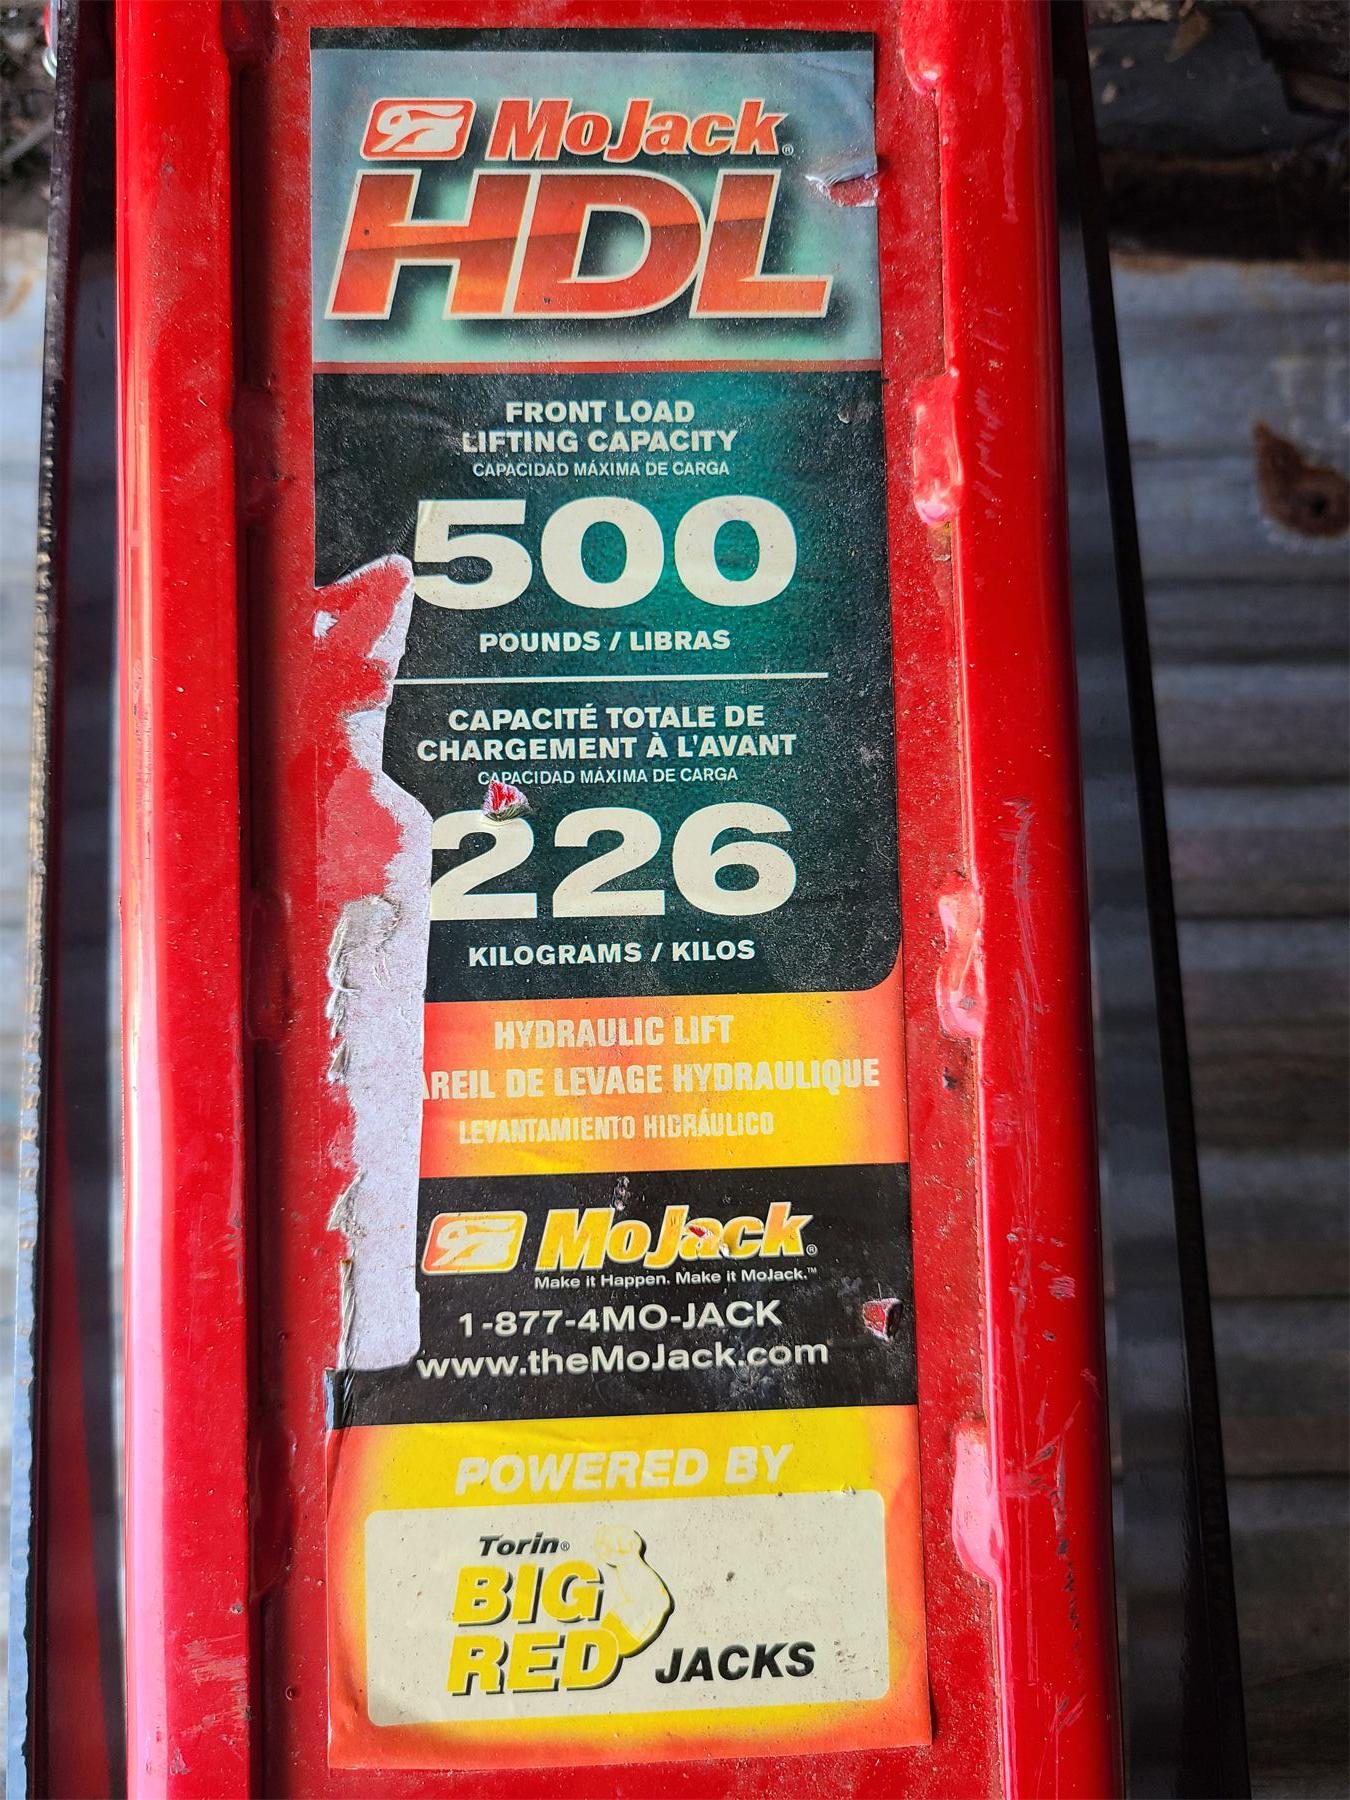 MoJack®
HDL
FRONT LOAD
LIFTING CAPACITY
CAPACIDAD MÁXIMA DE CARGA
500
POUNDS / LIBRAS
CAPACITÉ TOTALE DE
CHARGEMENT À L'AVANT
CAPACIDAD MÁXIMA DE CARGA
226
KILOGRAMS / KILOS
HYDRAULIC LIFT
AREIL DE LEVAGE HYDRAULIQUE
LEVANTAMIENTO HIDRÁULICO
MoJack®
Make it Happen. Make it MoJack.™
1-877-4MO-JACK
www.theMoJack.com
POWERED BY
Torin®
BIG
RED JACKS